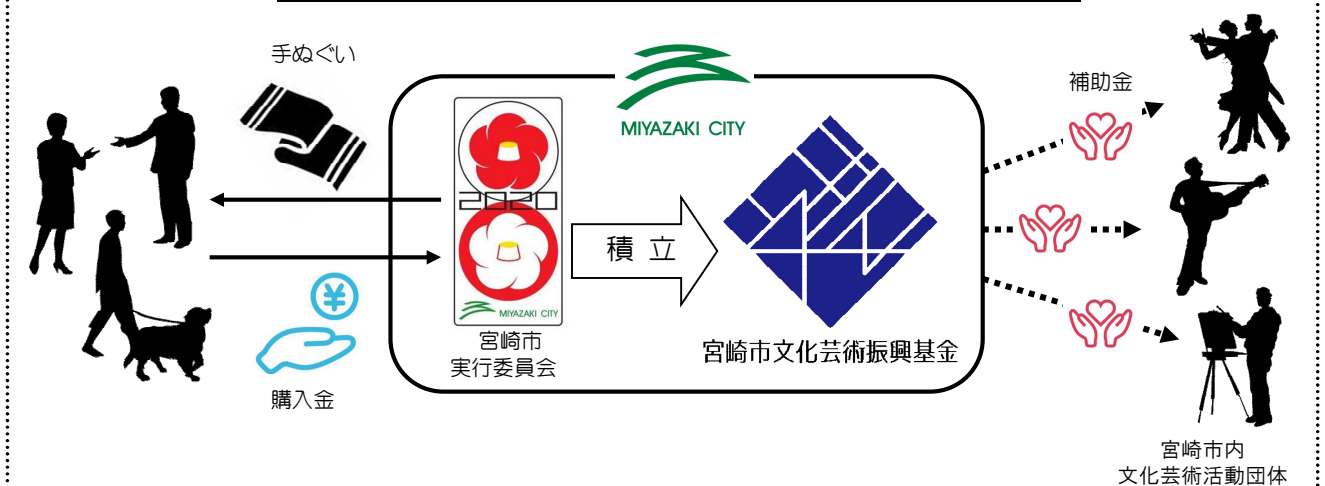 手ぬぐい
MIYAZAKI CITY
補助金
2020
積立
MIYAZAKI CITY
¥
宮崎市
実行委員会
宮崎市文化芸術振興基金
購入金
宮崎市内
文化芸術活動団体